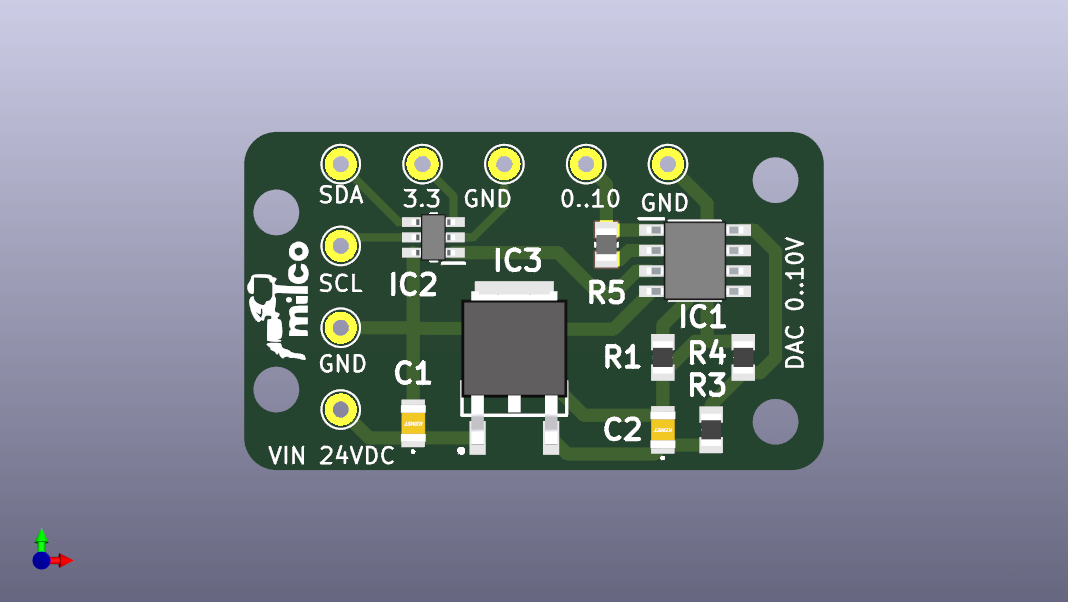 SDA
3.3
GND
0..10
GND
SCL
IC2
IC3
R5
IC1
milco
DAC 0..10V
GND
C1
R1
R4
R3
C2
VIN 24VDC